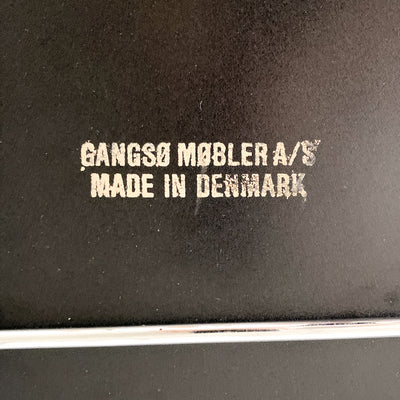 GANGSØ MØBLER A/S
MADE IN DENMARK